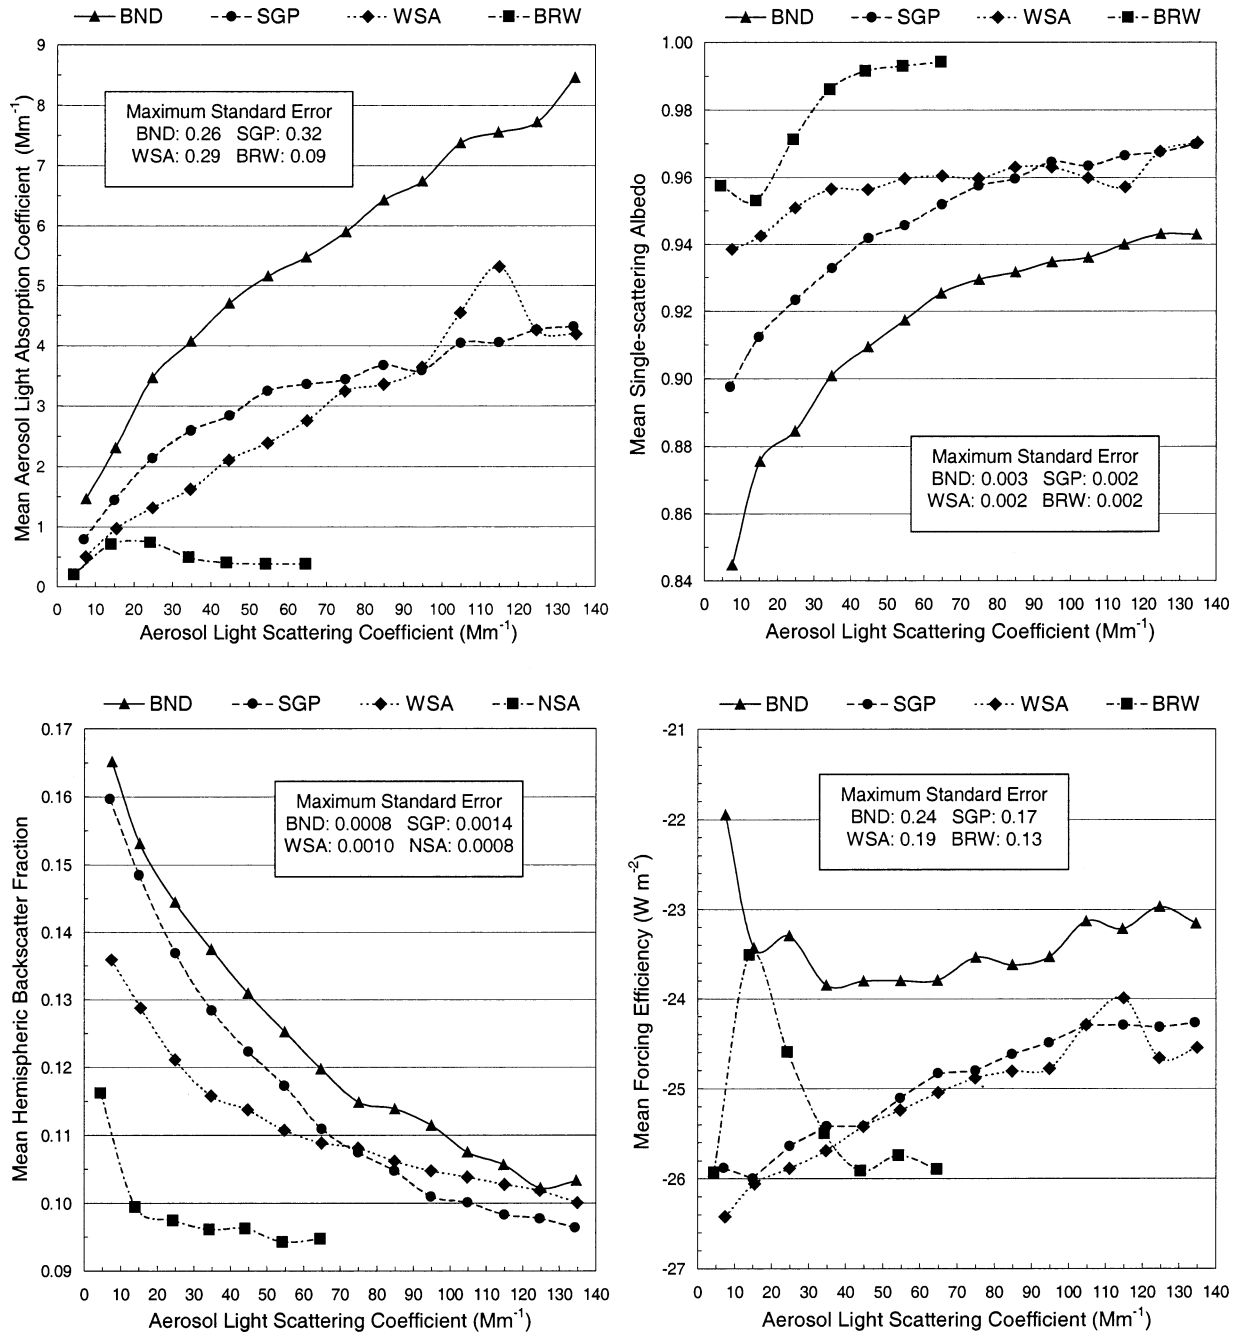 BND SGP WSA BRW
9
8
7
6
5
4
3
2
1
0
Mean Aerosol Light Absorption Coefficient (Mm-1)
Maximum Standard Error
BND: 0.26 SGP: 0.32
WSA: 0.29 BRW: 0.09
0 10 20 30 40 50 60 70 80 90 100 110 120 130 140
Aerosol Light Scattering Coefficient (Mm-1)
BND SGP WSA BRW
1.00
0.98
0.96
0.94
0.92
0.90
0.88
0.86
0.84
Mean Single-scattering Albedo
Maximum Standard Error
BND: 0.003 SGP: 0.002
WSA: 0.002 BRW: 0.002
0 10 20 30 40 50 60 70 80 90 100 110 120 130 140
Aerosol Light Scattering Coefficient (Mm-1)
BND SGP WSA NSA
0.17
0.16
0.15
0.14
0.13
0.12
0.11
0.10
0.09
Mean Hemispheric Backscatter Fraction
Maximum Standard Error
BND: 0.0008 SGP: 0.0014
WSA: 0.0010 NSA: 0.0008
0 10 20 30 40 50 60 70 80 90 100 110 120 130 140
Aerosol Light Scattering Coefficient (Mm-1)
BND SGP WSA BRW
-21
-22
-23
-24
-25
-26
-27
Mean Forcing Efficiency (W m-2)
Maximum Standard Error
BND: 0.24 SGP: 0.17
WSA: 0.19 BRW: 0.13
0 10 20 30 40 50 60 70 80 90 100 110 120 130 140
Aerosol Light Scattering Coefficient (Mm-1)